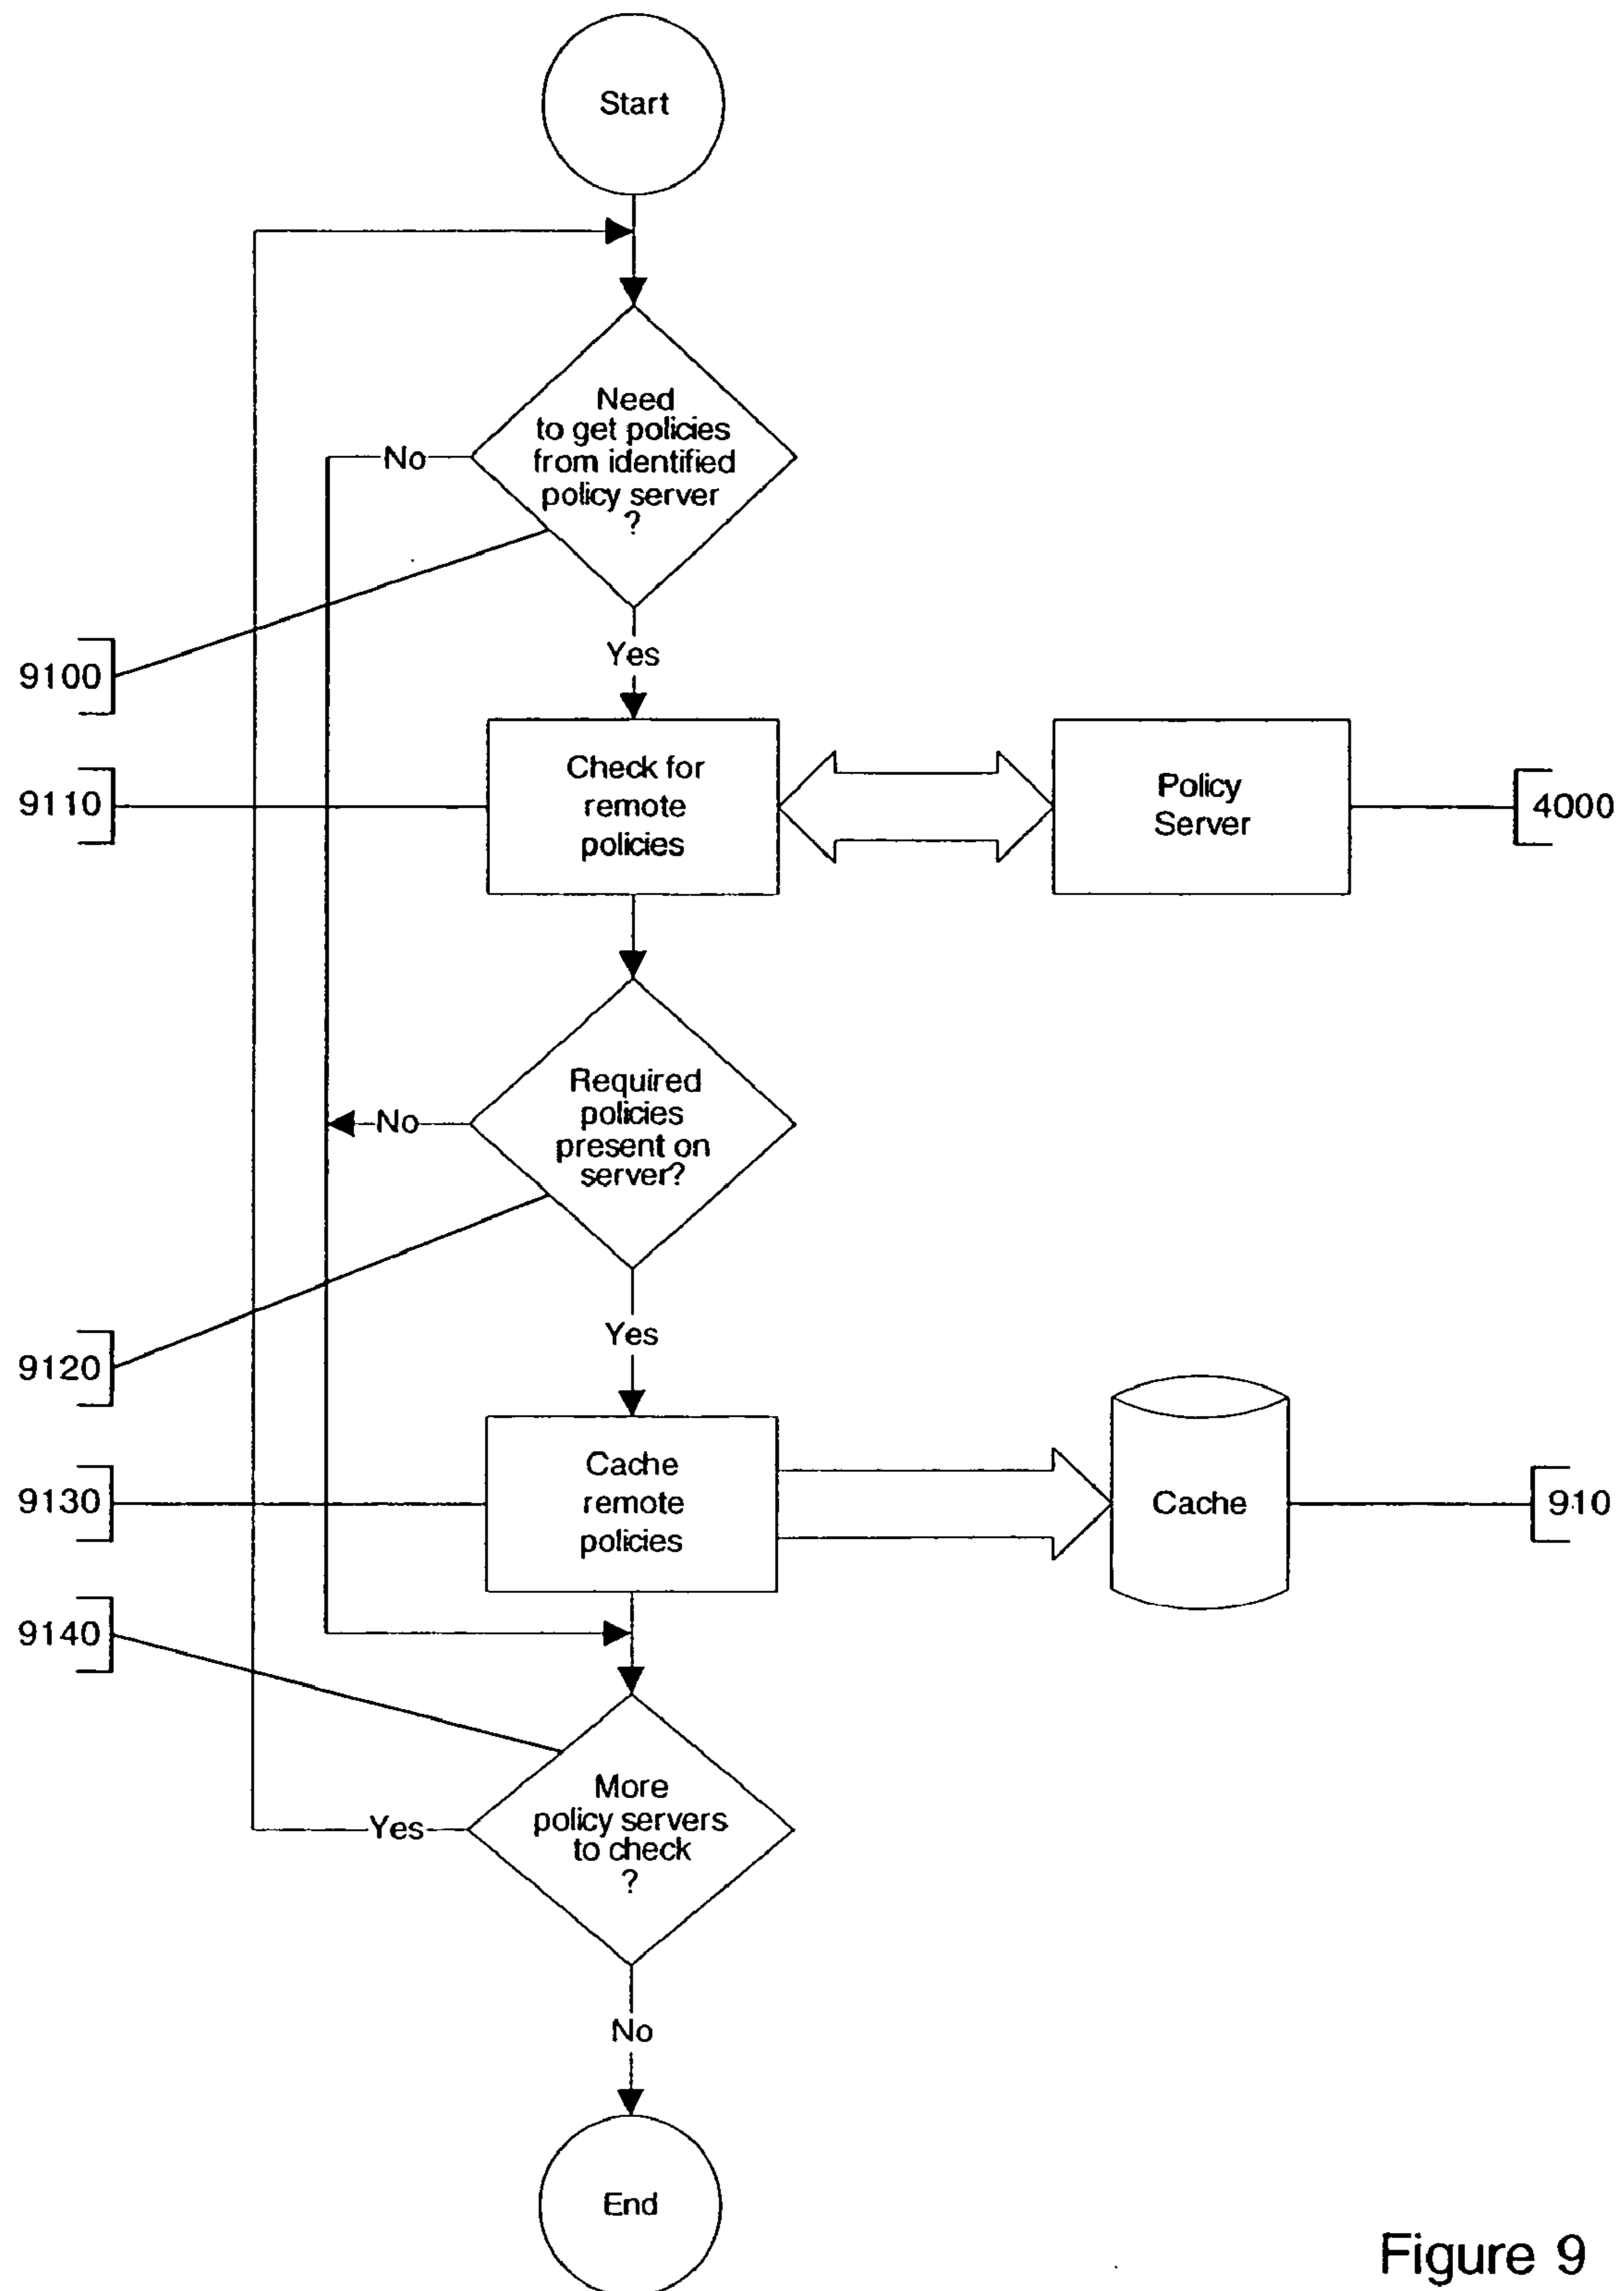 Start
Need
to get policies
from identified
policy server
?
No
Yes
9100
9110
Check for
remote
policies
Policy
Server
4000
Required
policies
present on
server?
No
Yes
9120
9130
Cache
remote
policies
Cache
910
9140
More
policy servers
to check
?
Yes
No
End
Figure 9